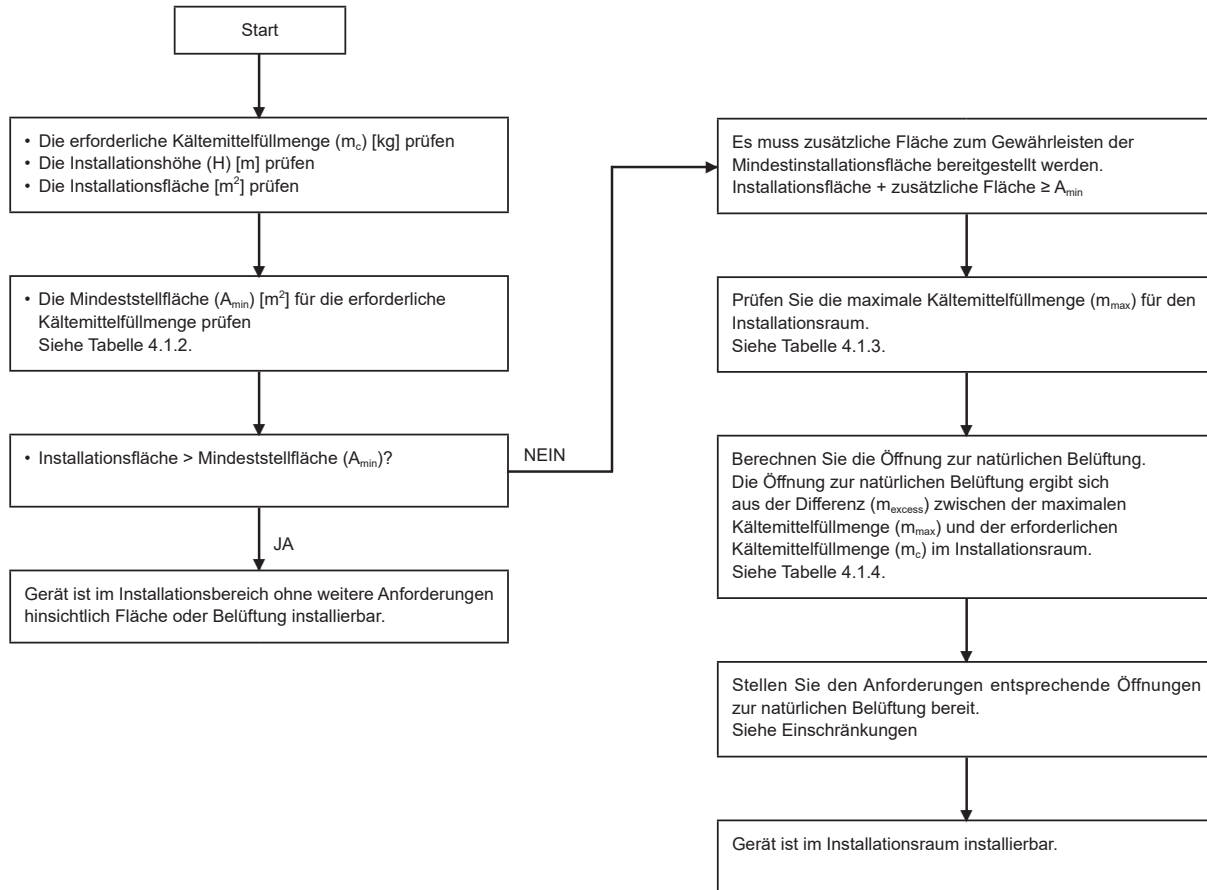 Start
• Die erforderliche Kältemittelfüllmenge (mc) [kg] prüfen
• Die Installationshöhe (H) [m] prüfen
• Die Installationsfläche [m2] prüfen
• Die Mindeststellfläche (Amin) [m2] für die erforderliche
Kältemittelfüllmenge prüfen
Siehe Tabelle 4.1.2.
• Installationsfläche > Mindeststellfläche (Amin)?
NEIN
JA
Gerät ist im Installationsbereich ohne weitere Anforderungen
hinsichtlich Fläche oder Belüftung installierbar.
Es muss zusätzliche Fläche zum Gewährleisten der
Mindestinstallationsfläche bereitgestellt werden.
Installationsfläche + zusätzliche Fläche ≥ Amin
Prüfen Sie die maximale Kältemittelfüllmenge (mmax) für den
Installationsraum.
Siehe Tabelle 4.1.3.
Berechnen Sie die Öffnung zur natürlichen Belüftung.
Die Öffnung zur natürlichen Belüftung ergibt sich
aus der Differenz (mexcess) zwischen der maximalen
Kältemittelfüllmenge (mmax) und der erforderlichen
Kältemittelfüllmenge (mc) im Installationsraum.
Siehe Tabelle 4.1.4.
Stellen Sie den Anforderungen entsprechende Öffnungen
zur natürlichen Belüftung bereit.
Siehe Einschränkungen
Gerät ist im Installationsraum installierbar.